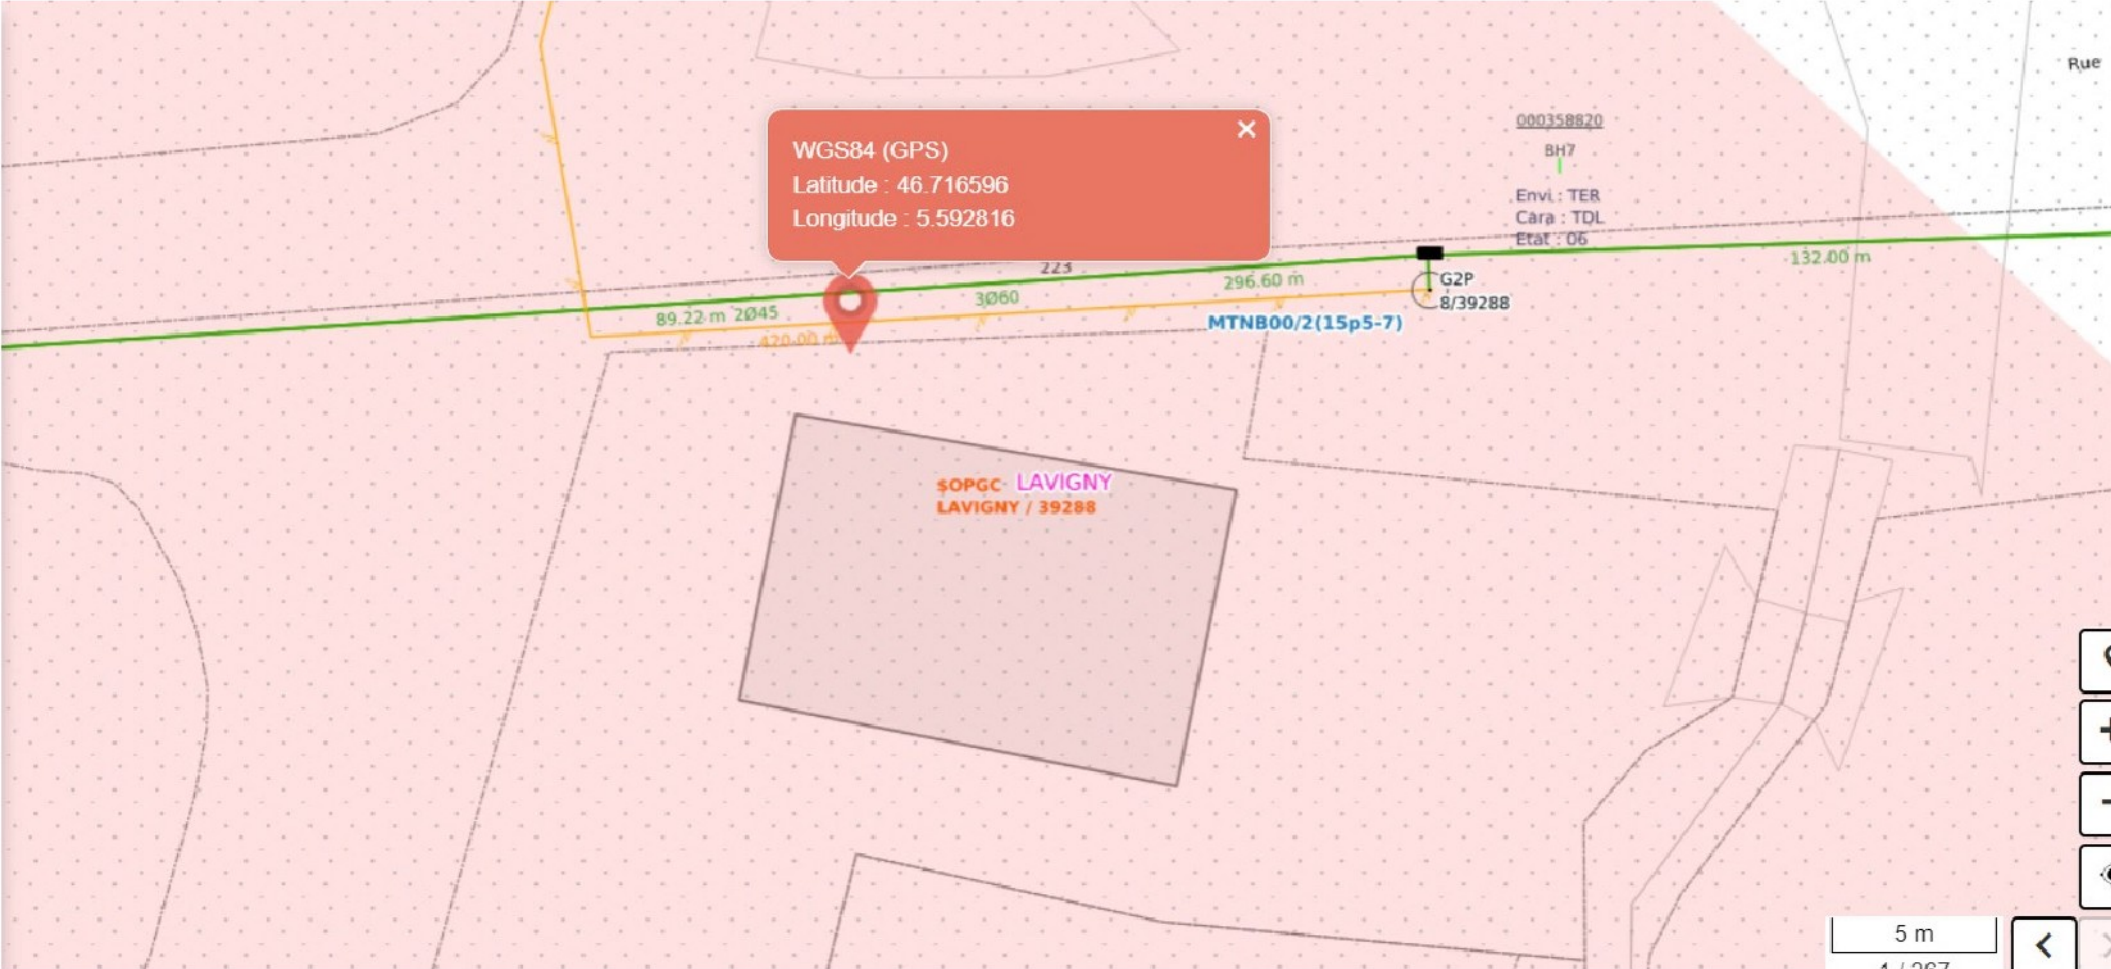 Rue
000358820
BH7
WGS84 (GPS)
Latitude : 46.716596
Longitude : 5.592816
Envi : TER
Cara : TDL
Etat : 06
223
132.00 m
296.60 m
G2P
8/39288
3Ø60
89.22 m 2Ø45
MTNB00/2(15p5-7)
420.00 m
SOPGC LAVIGNY
LAVIGNY / 39288
5 m